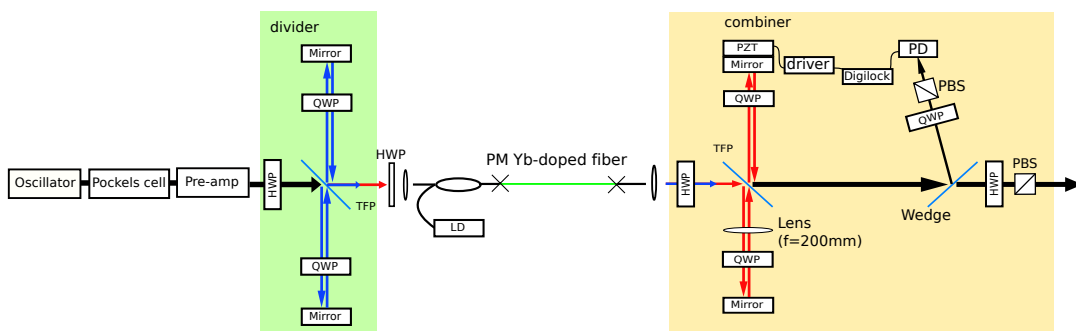 divider
combiner
Mirror
QWP
PZT
Mirror
driver
Digilock
PD
PBS
QWP
QWP
Oscillator
Pockels cell
Pre-amp
HWP
TFP
HWP
PM Yb-doped fiber
LD
HWP
TFP
Wedge
HWP
PBS
Lens
(f=200mm)
QWP
Mirror
QWP
Mirror